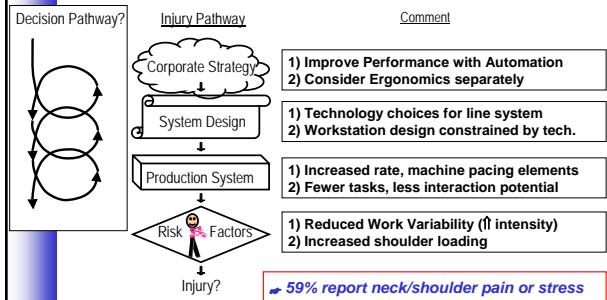 Decision Pathway?
Injury Pathway
Comment
Corporate Strategy
1) Improve Performance with Automation
2) Consider Ergonomics separately
System Design
1) Technology choices for line system
2) Workstation design constrained by tech.
Production System
1) Increased rate, machine pacing elements
2) Fewer tasks, less interaction potential
Risk Factors
1) Reduced Work Variability (⇑ intensity)
2) Increased shoulder loading
Injury?
☛ 59% report neck/shoulder pain or stress